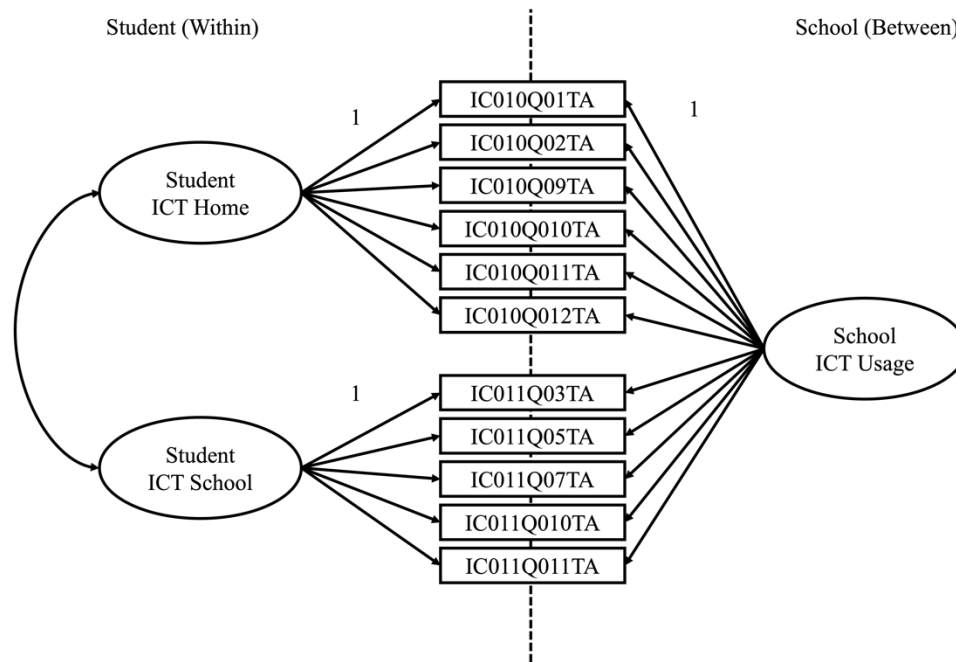 Student (Within)
School (Between)
1
1
IC010Q01TA
IC010Q02TA
IC010Q09TA
IC010Q010TA
IC010Q011TA
IC010Q012TA
Student
ICT Home
School
ICT Usage
1
IC011Q03TA
IC011Q05TA
IC011Q07TA
IC011Q010TA
IC011Q011TA
Student
ICT School